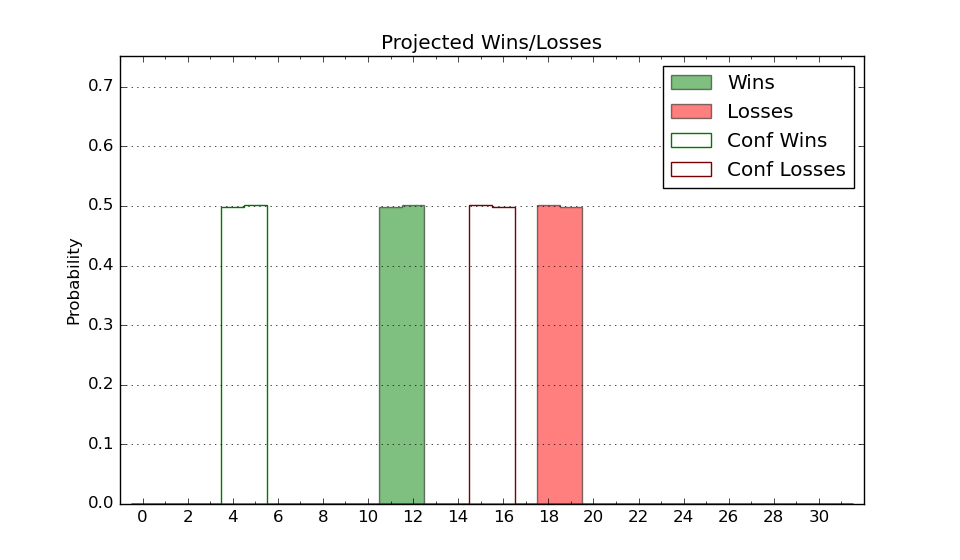 Projected Wins/Losses
Wins
Losses
Conf Wins
Conf Losses
Probability
0.7
0.6
0.5
0.4
0.3
0.2
0.1
0.0
0 2 4 6 8 10 12 14 16 18 20 22 24 26 28 30